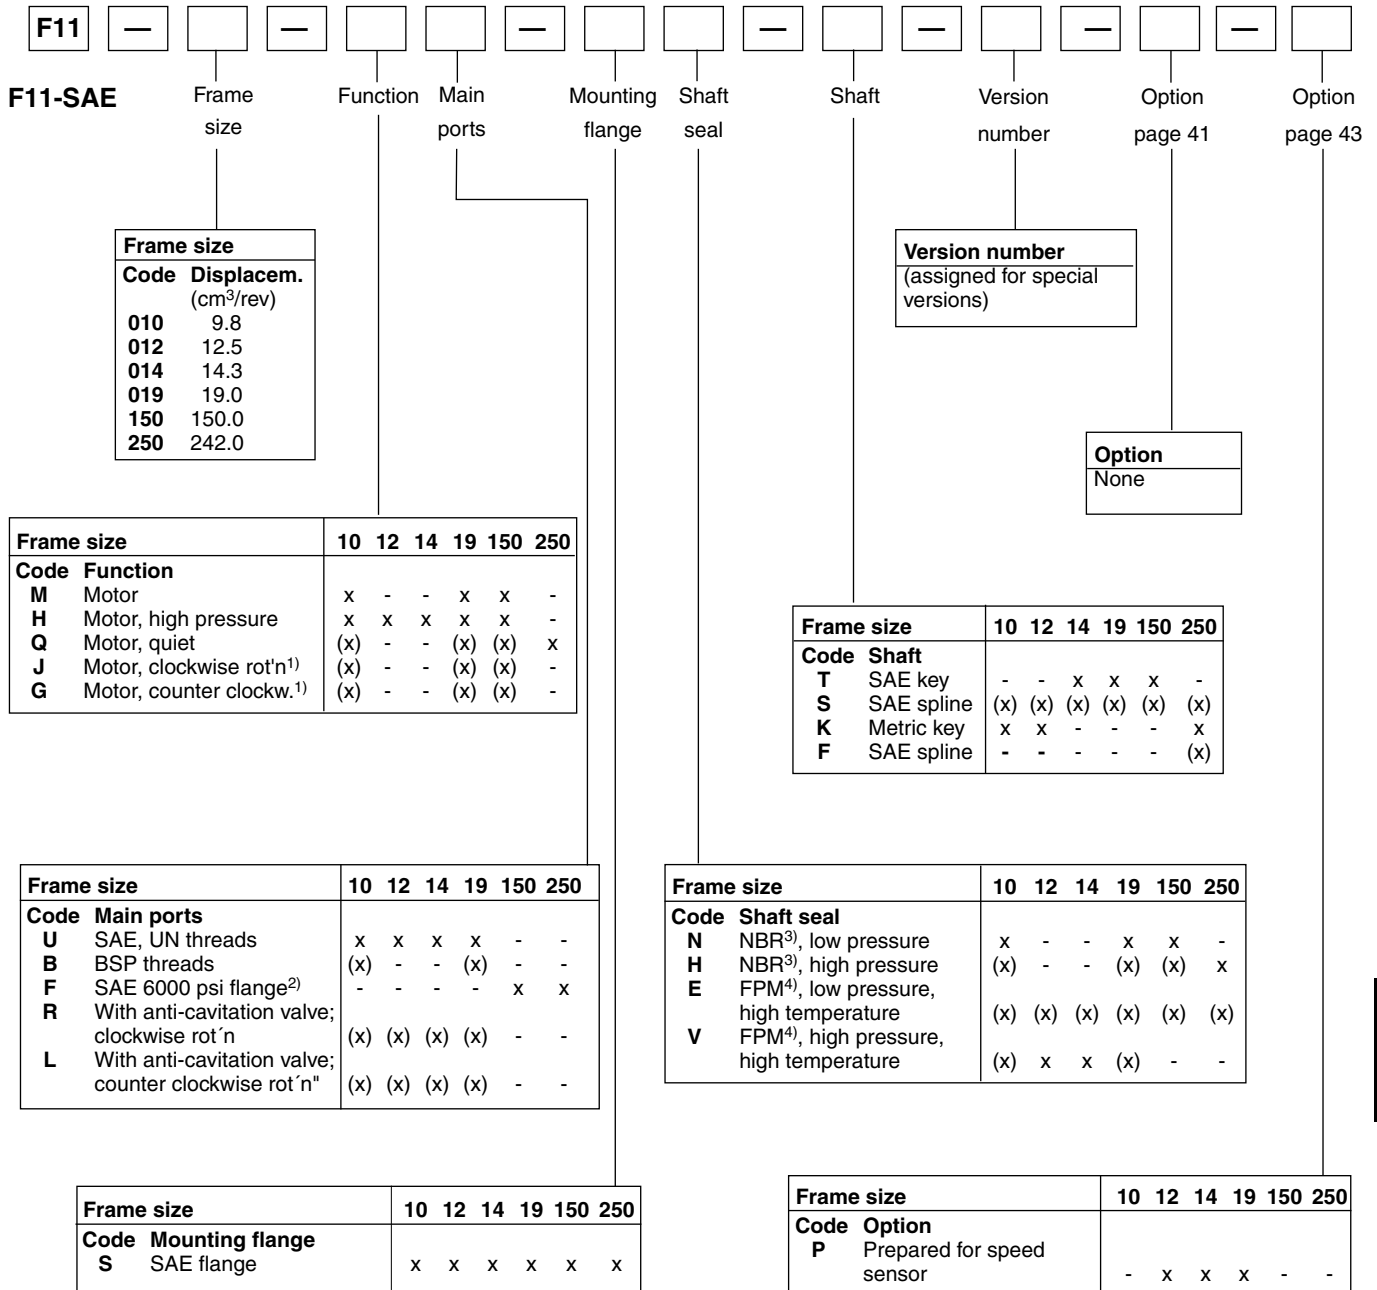 F11 — — — — — — —
F11-SAE
Frame size
Function
Main ports
Mounting flange
Shaft seal
Shaft
Version number
Option page 41
Option page 43
Frame size
Code Displacem.
(cm3/rev)
010 9.8
012 12.5
014 14.3
019 19.0
150 150.0
250 242.0
Version number
(assigned for special
versions)
Option
None
Frame size 10 12 14 19 150 250
Code Function
M Motor x - - x x -
H Motor, high pressure x x x x x -
Q Motor, quiet (x) - - (x) (x) x
J Motor, clockwise rot'n1) (x) - - (x) (x) -
G Motor, counter clockw.1) (x) - - (x) (x) -
Frame size 10 12 14 19 150 250
Code Shaft
T SAE key - - x x x -
S SAE spline (x) (x) (x) (x) (x) (x)
K Metric key x x - - - x
F SAE spline - - - - - (x)
Frame size 10 12 14 19 150 250
Code Main ports
U SAE, UN threads x x x x - -
B BSP threads (x) - - (x) - -
F SAE 6000 psi flange2) - - - - x x
R With anti-cavitation valve;
clockwise rot´n (x) (x) (x) (x) - -
L With anti-cavitation valve;
counter clockwise rot´n" (x) (x) (x) (x) - -
Frame size 10 12 14 19 150 250
Code Shaft seal
N NBR3), low pressure x - - x x -
H NBR3), high pressure (x) - - (x) (x) x
E FPM4), low pressure,
high temperature (x) (x) (x) (x) (x) (x)
V FPM4), high pressure,
high temperature (x) x x (x) - -
Frame size 10 12 14 19 150 250
Code Mounting flange
S SAE flange x x x x x x
Frame size 10 12 14 19 150 250
Code Option
P Prepared for speed
sensor - x x x - -